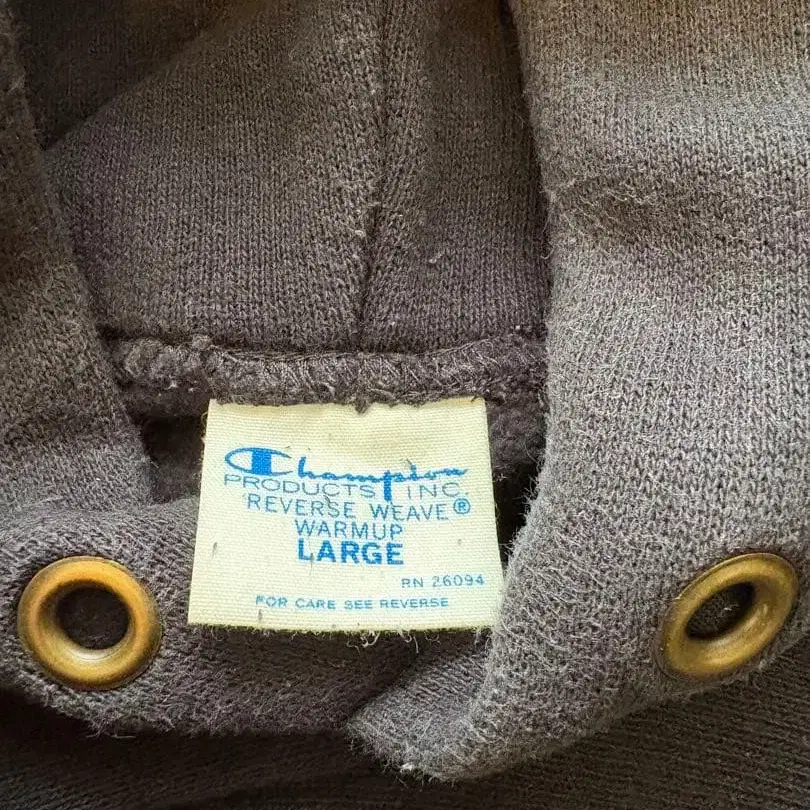 Champion
PRODUCTS INC.
REVERSE WEAVE®
WARMUP
LARGE
RN 26094
FOR CARE SEE REVERSE